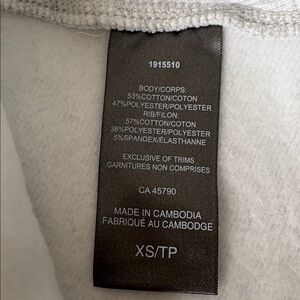 1915510
BODY/CORPS:
53%COTTON/COTON
47%POLYESTER/POLYESTER
RIB/FILON:
57%COTTON/COTON
38%POLYESTER/POLYESTER
5%SPANDEX/ÉLASTHANNE
EXCLUSIVE OF TRIMS
GARNITURES NON COMPRISES
CA 45790
MADE IN CAMBODIA
FABRIQUÉ AU CAMBODGE
XS/TP